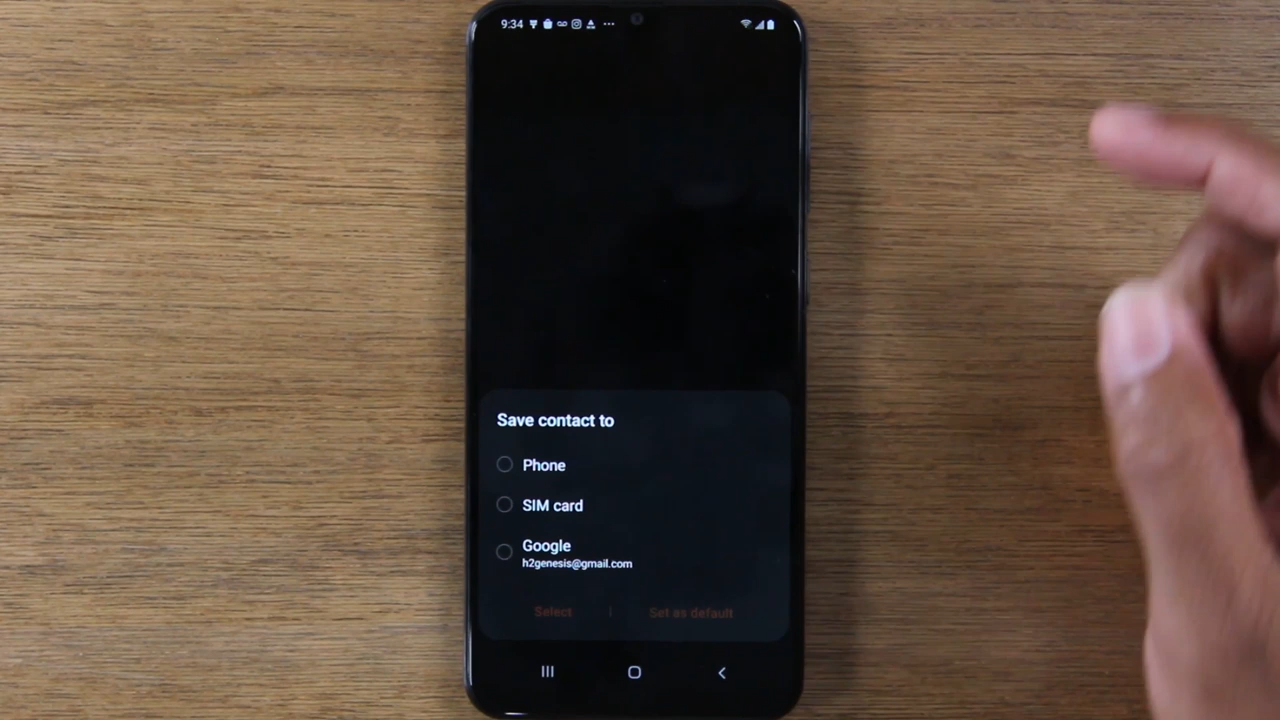 9:34
Save contact to
Phone
SIM card
Google
h2genesis@gmail.com
Select | Set as default